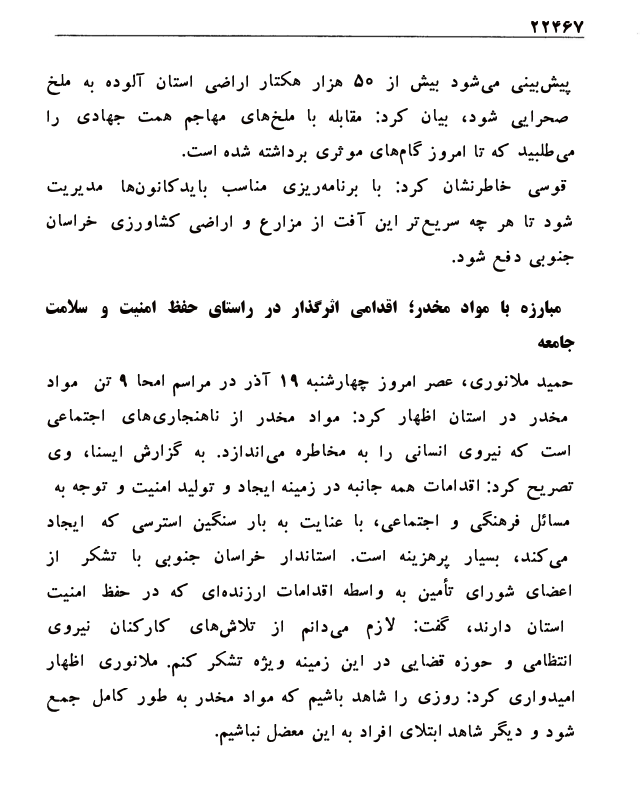 ۲۲۴۶۷
پیش‌بینی می‌شود بیش از ۵۰ هزار هکتار اراضی استان آلوده به ملخ
صحرایی شود، بیان کرد: مقابله با ملخ‌های مهاجم همت جهادی را
می‌طلبید که تا امروز گام‌های موثری برداشته شده است.
قوسی خاطرنشان کرد: با برنامه‌ریزی مناسب بایدکانون‌ها مدیریت
شود تا هر چه سریع‌تر این آفت از مزارع و اراضی کشاورزی خراسان
جنوبی دفع شود.
مبارزه با مواد مخدر؛ اقدامی اثرگذار در راستای حفظ امنیت و سلامت
جامعه
حمید ملانوری، عصر امروز چهارشنبه ۱۹ آذر در مراسم امحا ۹ تن مواد
مخدر در استان اظهار کرد: مواد مخدر از ناهنجاری‌های اجتماعی
است که نیروی انسانی را به مخاطره می‌اندازد. به گزارش ایسنا، وی
تصریح کرد: اقدامات همه جانبه در زمینه ایجاد و تولید امنیت و توجه به
مسائل فرهنگی و اجتماعی، با عنایت به بار سنگین استرسی که ایجاد
می‌کند، بسیار پرهزینه است. استاندار خراسان جنوبی با تشکر از
اعضای شورای تأمین به واسطه اقدامات ارزنده‌ای که در حفظ امنیت
استان دارند، گفت: لازم می‌دانم از تلاش‌های کارکنان نیروی
انتظامی و حوزه قضایی در این زمینه ویژه تشکر کنم. ملانوری اظهار
امیدواری کرد: روزی را شاهد باشیم که مواد مخدر به طور کامل جمع
شود و دیگر شاهد ابتلای افراد به این معضل نباشیم.